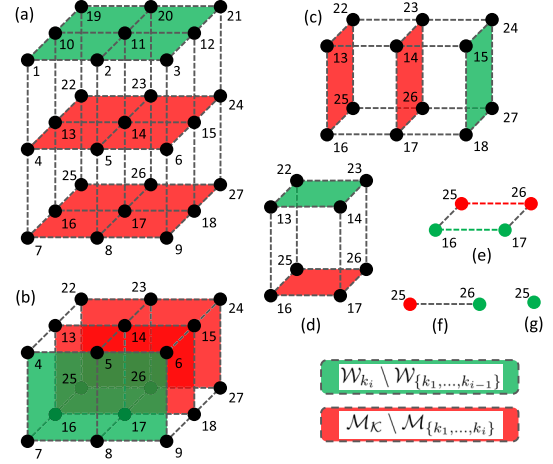 (a)
19 20 21
10 11 12
1 2 3
22 23 24
13 14 15
4 5 6
25 26 27
16 17 18
7 8 9
(b)
22 23 24
13 14 15
4 5 6
25 26 27
16 17 18
7 8 9
(c)
22 23 24
13 14 15
25 26 27
16 17 18
22 23
13 14
25 26
16 17
(d)
25 26
16 17
(e)
25 26
(f)
25
(g)
𝒲_{k_i} \ 𝒲_{{k_1,…,k_{i−1}}}
ℳ_𝒦 \ ℳ_{{k_1,…,k_i}}